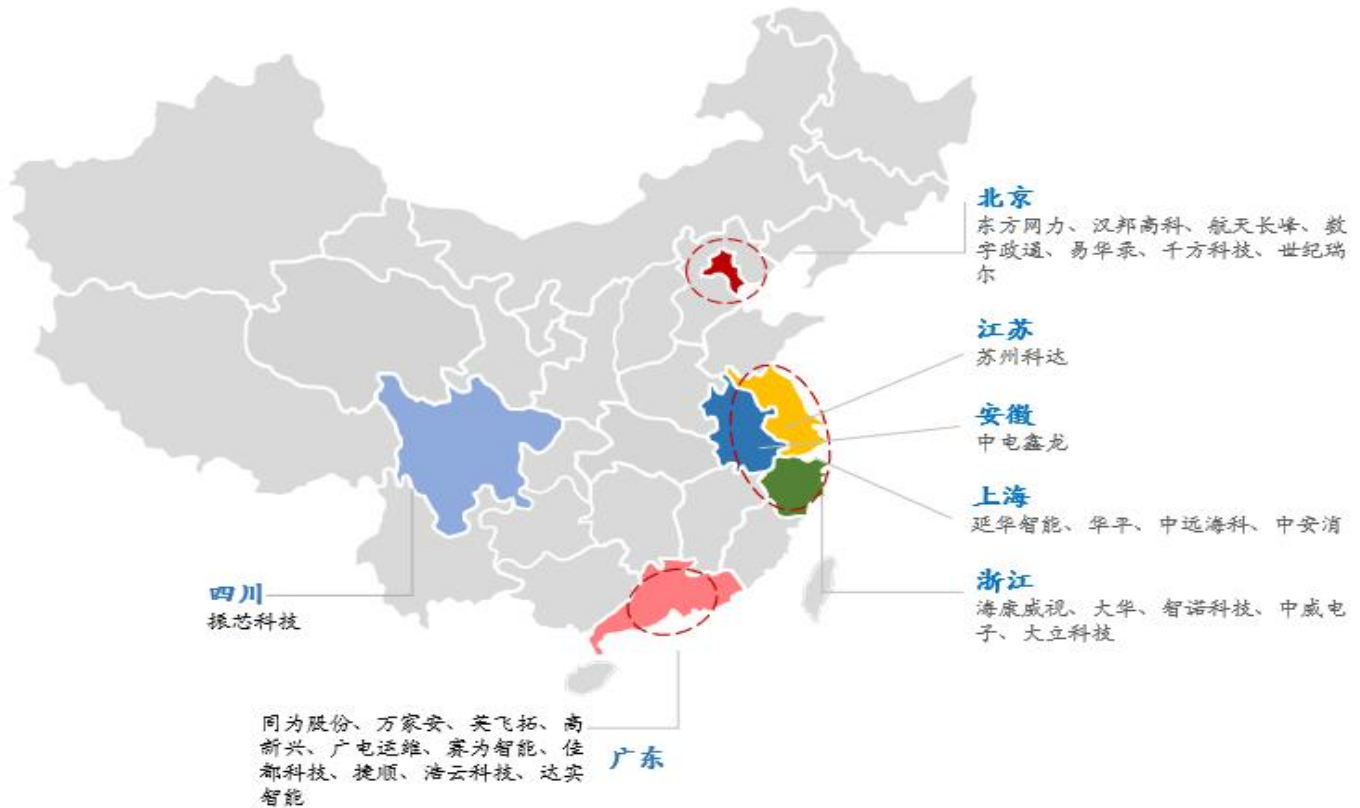 北京
东方网力、汉邦高科、航天长峰、数
字政通、易华录、千方科技、世纪瑞
尔
江苏
苏州科达
安徽
中电鑫龙
上海
延华智能、华平、中远海科、中安消
浙江
海康威视、大华、智诺科技、中威电
子、大立科技
四川
振芯科技
同为股份、万家安、英飞拓、高
新兴、广电运维、赛为智能、佳
都科技、捷顺、浩云科技、达实
智能
广东